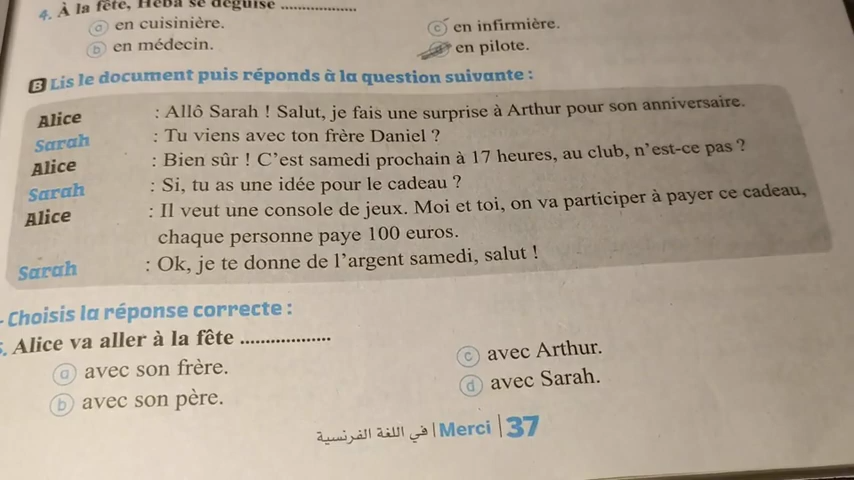 4. À la fête, Héba se déguise ..................
a en cuisinière.
c en infirmière.
b en médecin.
en pilote.
B Lis le document puis réponds à la question suivante :
Alice : Allô Sarah ! Salut, je fais une surprise à Arthur pour son anniversaire.
Sarah : Tu viens avec ton frère Daniel ?
Alice : Bien sûr ! C'est samedi prochain à 17 heures, au club, n'est-ce pas ?
Sarah : Si, tu as une idée pour le cadeau ?
Alice : Il veut une console de jeux. Moi et toi, on va participer à payer ce cadeau,
chaque personne paye 100 euros.
Sarah : Ok, je te donne de l'argent samedi, salut !
- Choisis la réponse correcte :
5. Alice va aller à la fête ..................
a avec son frère.
c avec Arthur.
b avec son père.
d avec Sarah.
في اللغة الفرنسية | Merci | 37